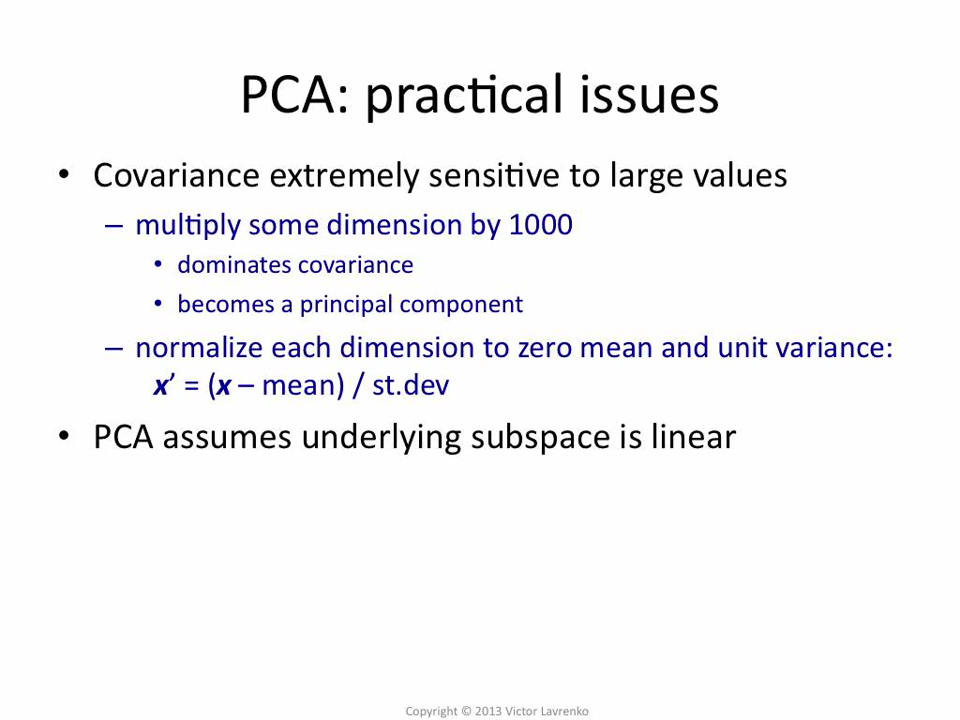 PCA: practical issues
• Covariance extremely sensitive to large values
– multiply some dimension by 1000
• dominates covariance
• becomes a principal component
– normalize each dimension to zero mean and unit variance:
x’ = (x – mean) / st.dev
• PCA assumes underlying subspace is linear
Copyright © 2013 Victor Lavrenko